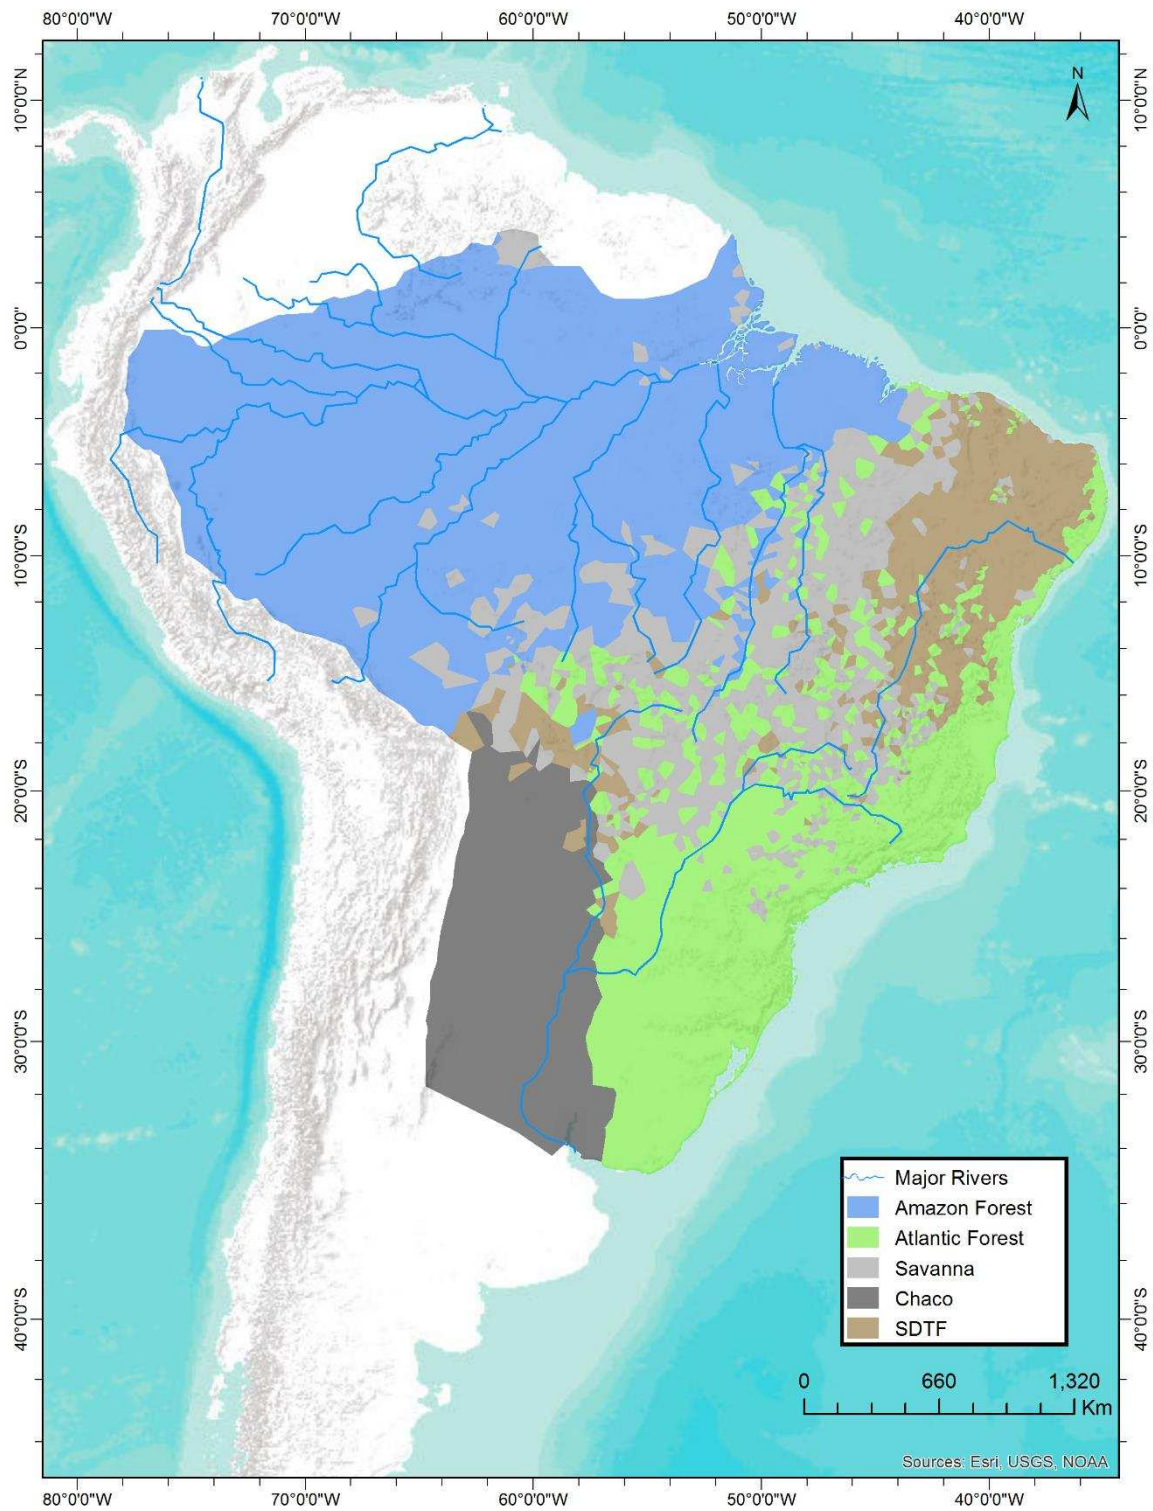 80°0'0"W 70°0'0"W 60°0'0"W 50°0'0"W 40°0'0"W
10°0'0"N 10°0'0"N
N
0°0'0" 0°0'0"
10°0'0"S 10°0'0"S
20°0'0"S 20°0'0"S
30°0'0"S 30°0'0"S
Major Rivers
Amazon Forest
Atlantic Forest
Savanna
Chaco
SDTF
40°0'0"S 40°0'0"S
0 660 1,320
Km
Sources: Esri, USGS, NOAA
80°0'0"W 70°0'0"W 60°0'0"W 50°0'0"W 40°0'0"W